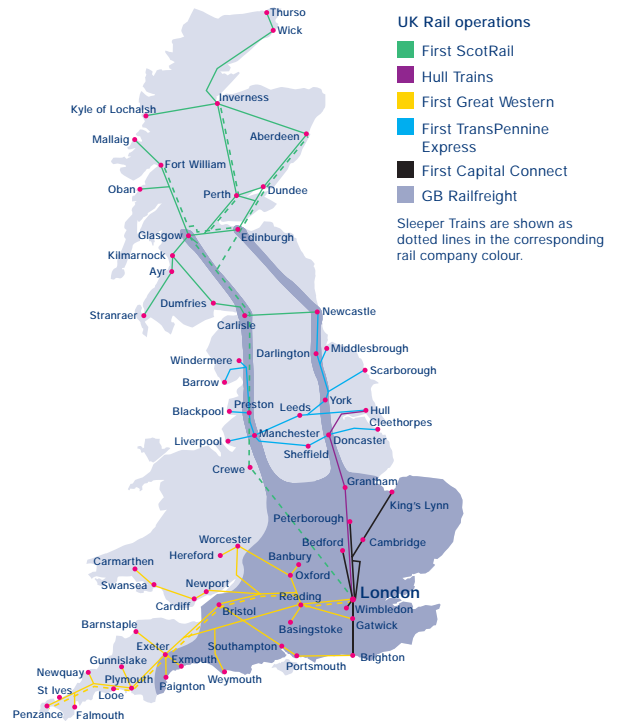 Thurso
Wick
UK Rail operations
First ScotRail
Hull Trains
First Great Western
First TransPennine
Express
First Capital Connect
GB Railfreight
Sleeper Trains are shown as
dotted lines in the corresponding
rail company colour.
Inverness
Kyle of Lochalsh
Aberdeen
Mallaig
Fort William
Oban
Perth
Dundee
Glasgow
Edinburgh
Kilmarnock
Ayr
Dumfries
Stranraer
Carlisle
Newcastle
Darlington
Middlesbrough
Windermere
Scarborough
Barrow
York
Preston
Leeds
Blackpool
Hull
Cleethorpes
Liverpool
Manchester
Doncaster
Sheffield
Crewe
Grantham
King's Lynn
Peterborough
Bedford
Cambridge
Worcester
Hereford
Banbury
Carmarthen
Oxford
Swansea
Newport
Reading
London
Cardiff
Bristol
Wimbledon
Barnstaple
Basingstoke
Gatwick
Exeter
Southampton
Gunnislake
Exmouth
Portsmouth
Brighton
Newquay
Plymouth
Paignton
Weymouth
St Ives
Looe
Penzance
Falmouth